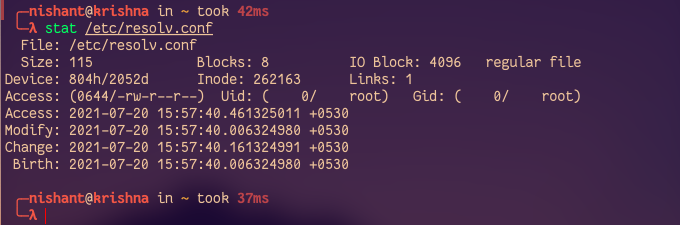 ╭─nishant@krishna in ~ took 42ms
╰─λ stat /etc/resolv.conf
  File: /etc/resolv.conf
  Size: 115             Blocks: 8          IO Block: 4096   regular file
Device: 804h/2052d      Inode: 262163      Links: 1
Access: (0644/-rw-r--r--)  Uid: (    0/    root)   Gid: (    0/    root)
Access: 2021-07-20 15:57:40.461325011 +0530
Modify: 2021-07-20 15:57:40.006324980 +0530
Change: 2021-07-20 15:57:40.161324991 +0530
 Birth: 2021-07-20 15:57:40.006324980 +0530
╭─nishant@krishna in ~ took 37ms
╰─λ